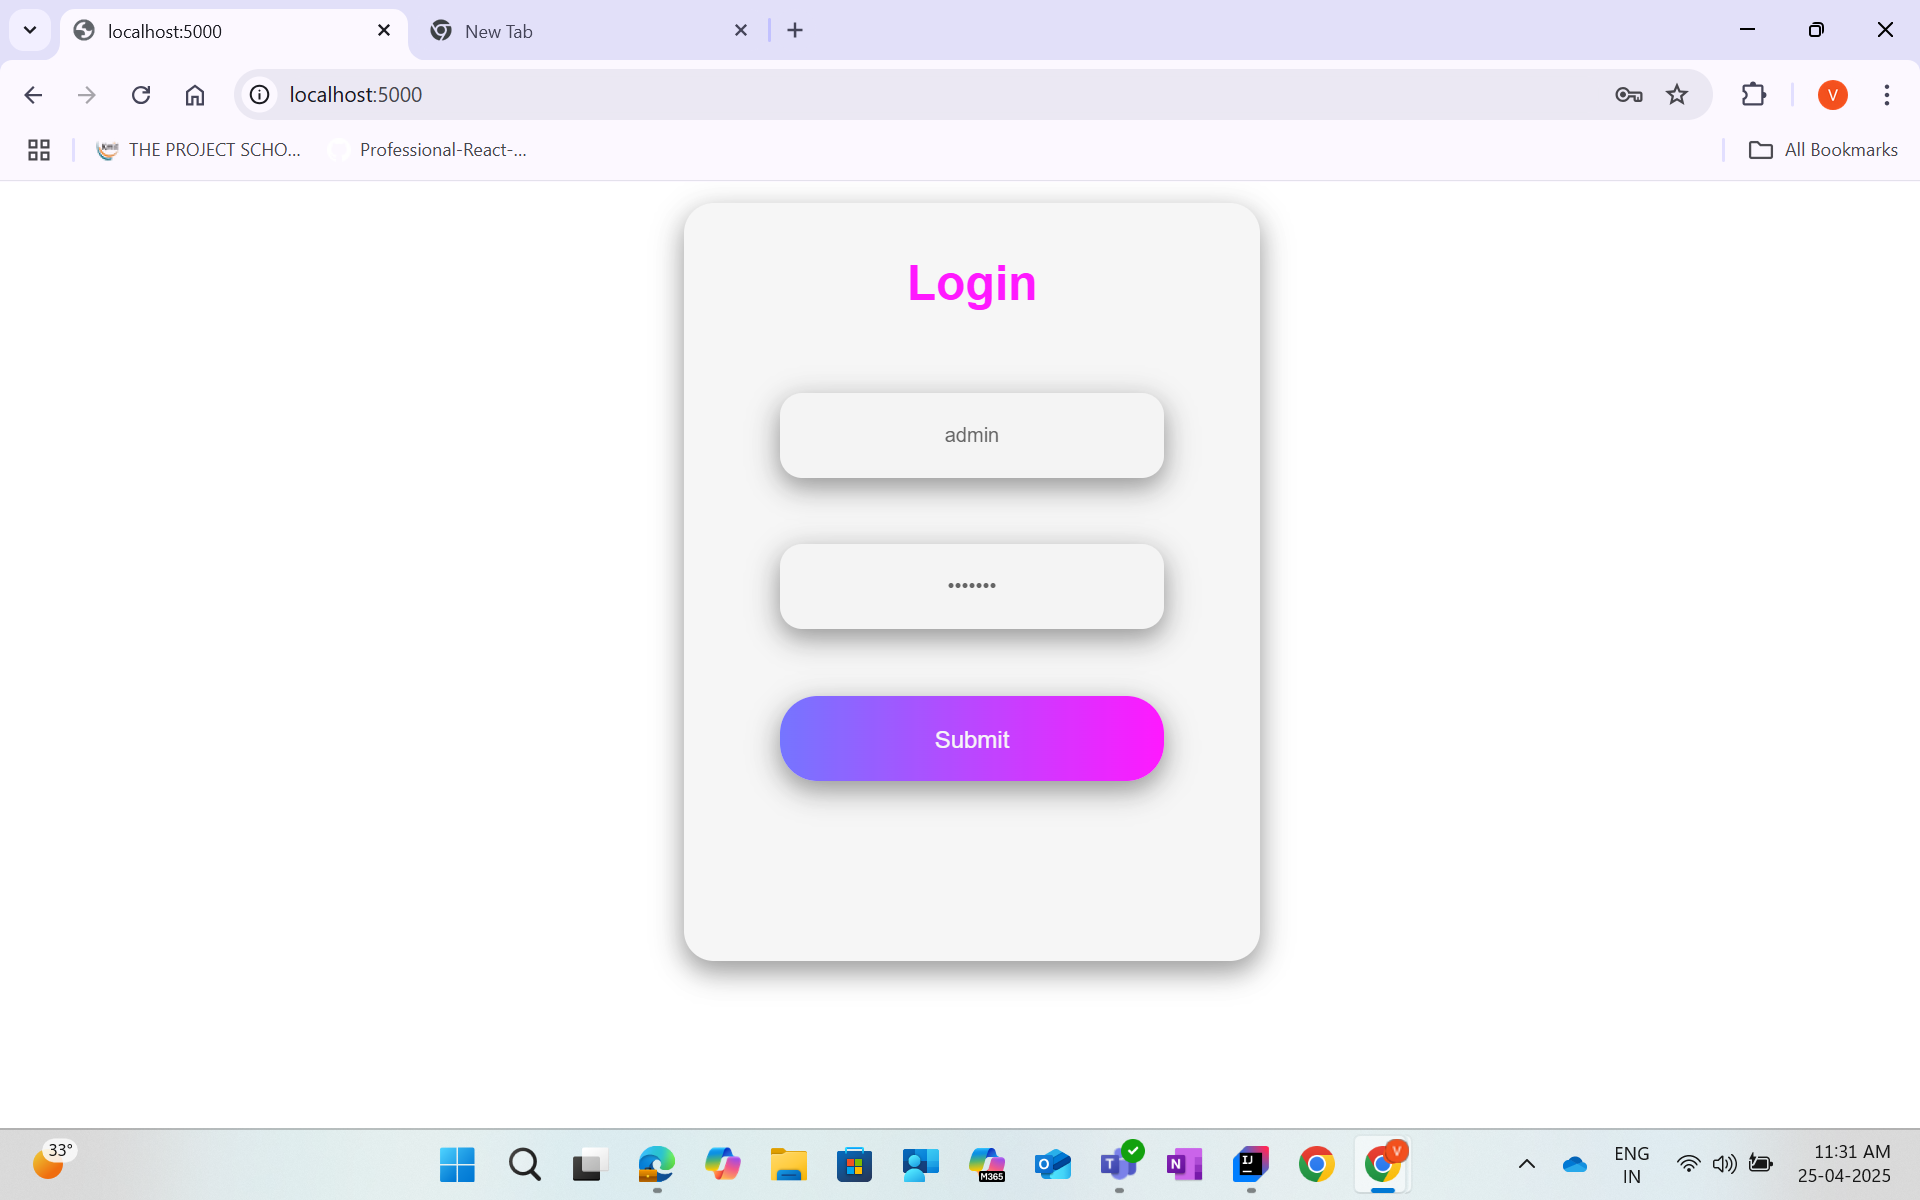 localhost:5000
New Tab
localhost:5000
V
THE PROJECT SCHO...
Professional-React-...
All Bookmarks
Login
admin
•••••••
Submit
33°
M365
V
ENG
IN
11:31 AM
25-04-2025